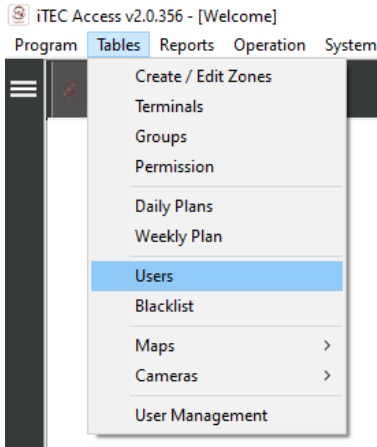 iTEC Access v2.0.356 - [Welcome]
Program Tables Reports Operation System
Create / Edit Zones
Terminals
Groups
Permission
Daily Plans
Weekly Plan
Users
Blacklist
Maps
Cameras
User Management